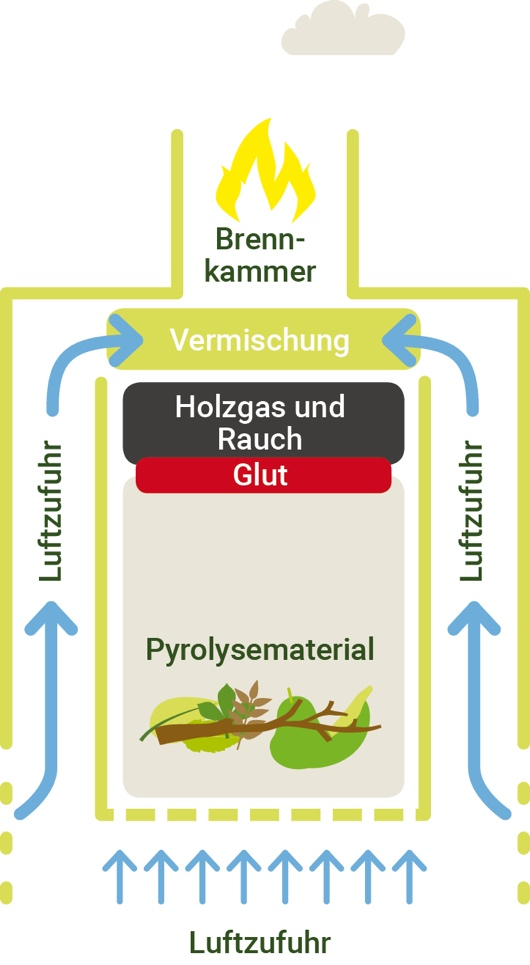 Brenn-
kammer
Vermischung
Holzgas und
Rauch
Glut
Luftzufuhr
Luftzufuhr
Pyrolysematerial
Luftzufuhr